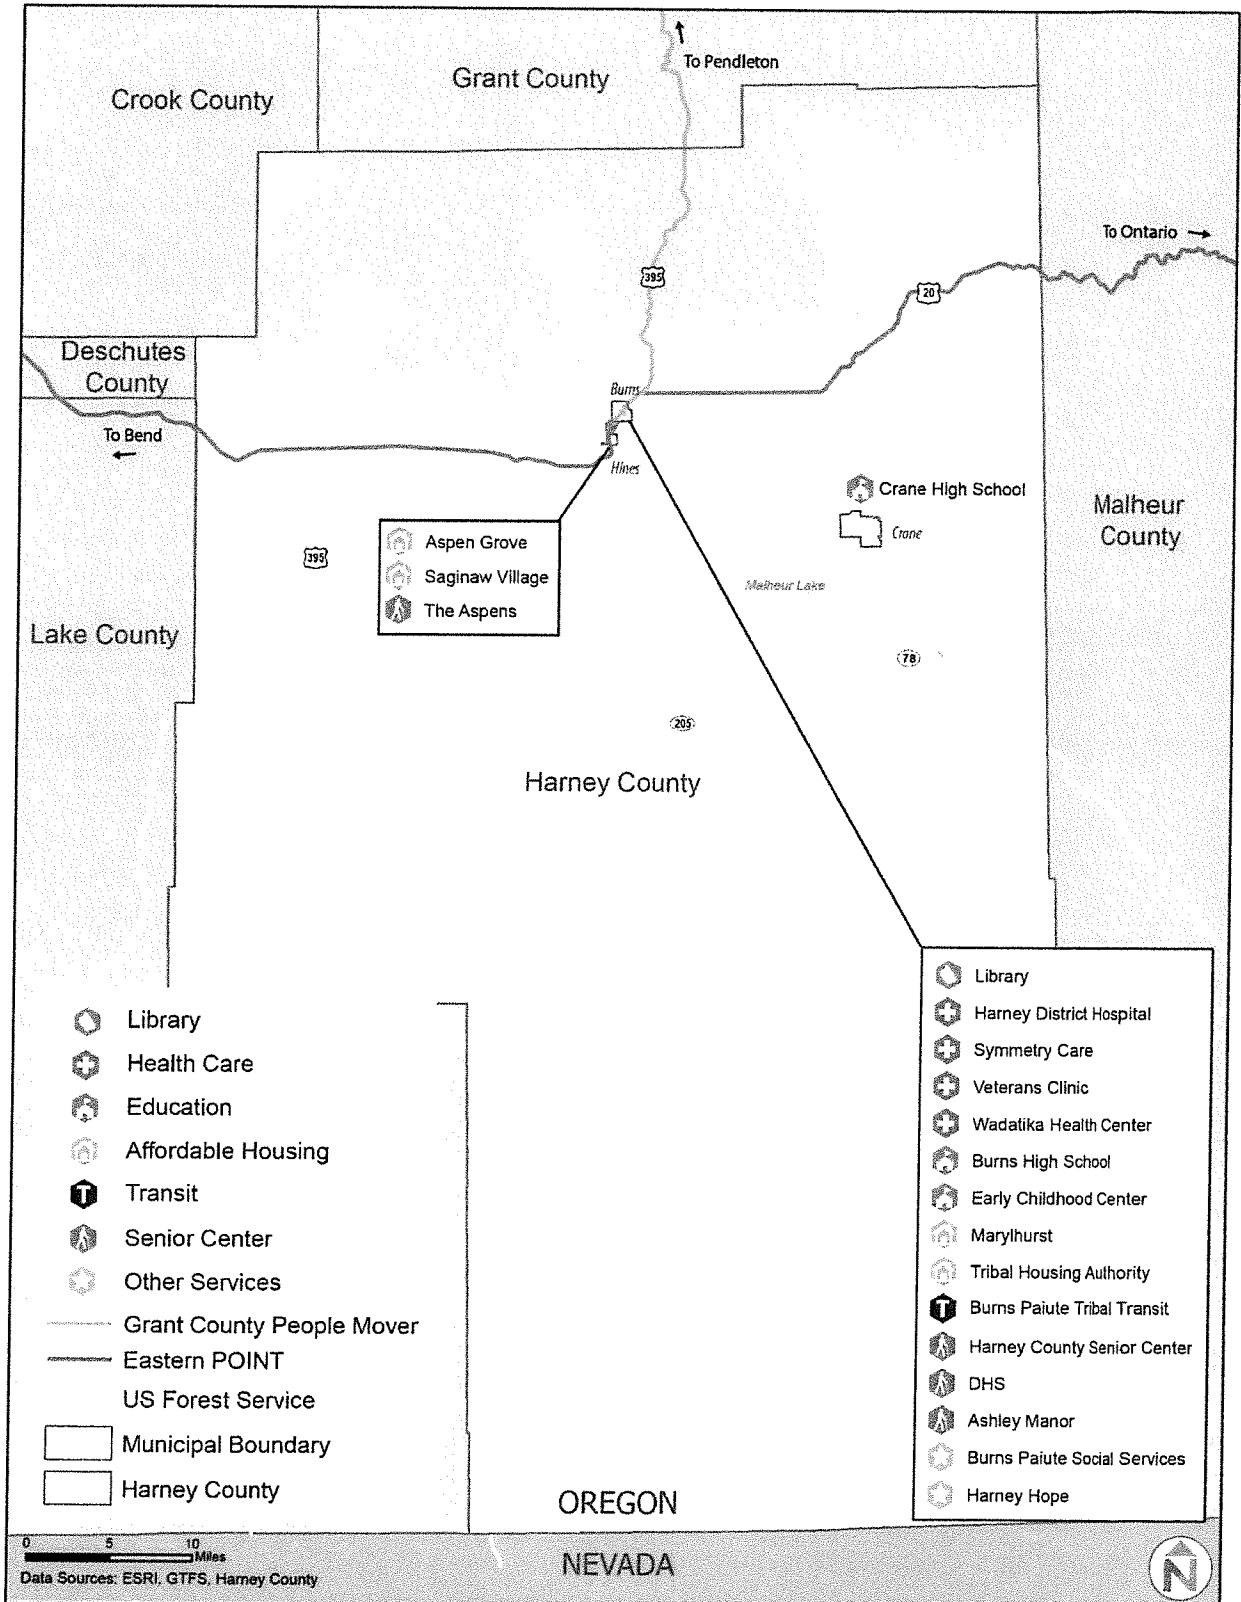 To Pendleton
Grant County
Crook County
To Ontario
395
20
Deschutes
County
Burns
To Bend
Hines
Crane High School
Crane
Malheur
County
Aspen Grove
Saginaw Village
The Aspens
395
Malheur Lake
Lake County
78
205
Harney County
Library
Health Care
Education
Affordable Housing
Transit
Senior Center
Other Services
Grant County People Mover
Eastern POINT
US Forest Service
Municipal Boundary
Harney County
Library
Harney District Hospital
Symmetry Care
Veterans Clinic
Wadatika Health Center
Burns High School
Early Childhood Center
Marylhurst
Tribal Housing Authority
T Burns Paiute Tribal Transit
Harney County Senior Center
DHS
Ashley Manor
Burns Paiute Social Services
Harney Hope
OREGON
NEVADA
0 5 10
Miles
Data Sources: ESRI, GTFS, Harney County
N